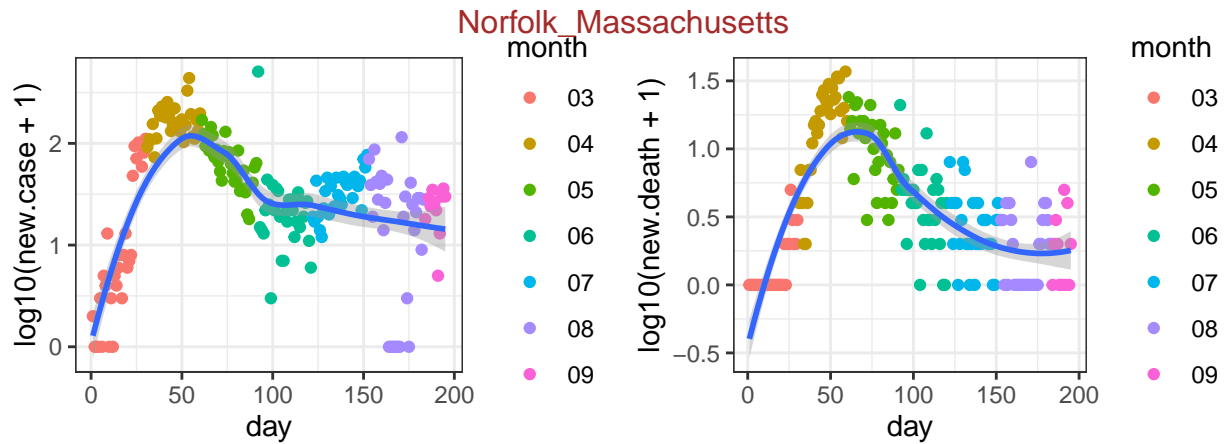 Norfolk_Massachusetts
log10(new.case + 1)
2
1
0
0 50 100 150 200
day
month
03
04
05
06
07
08
09
log10(new.death + 1)
1.5
1.0
0.5
0.0
−0.5
0 50 100 150 200
day
month
03
04
05
06
07
08
09